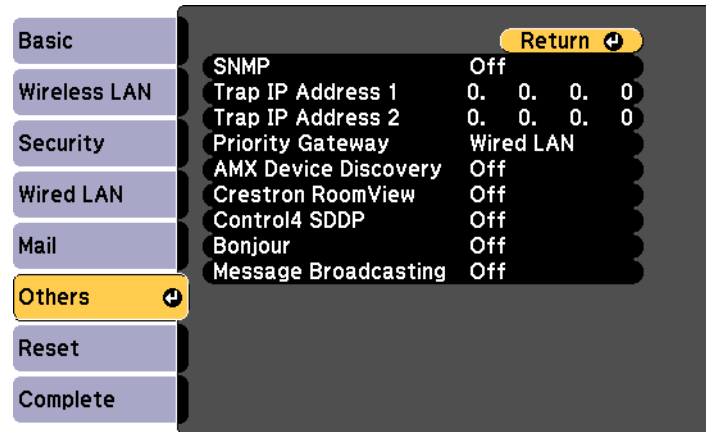 Basic
Wireless LAN
Security
Wired LAN
Mail
Others
Reset
Complete
Return
SNMP Off
Trap IP Address 1 0. 0. 0. 0
Trap IP Address 2 0. 0. 0. 0
Priority Gateway Wired LAN
AMX Device Discovery Off
Crestron RoomView Off
Control4 SDDP Off
Bonjour Off
Message Broadcasting Off